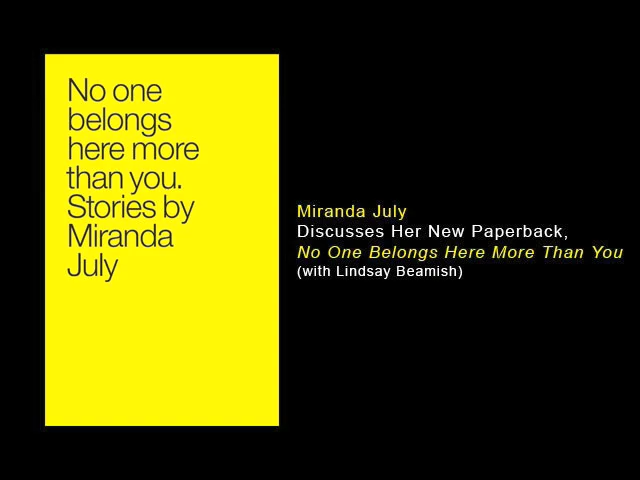 No one
belongs
here more
than you.
Stories by
Miranda
July
Miranda July
Discusses Her New Paperback,
No One Belongs Here More Than You
(with Lindsay Beamish)